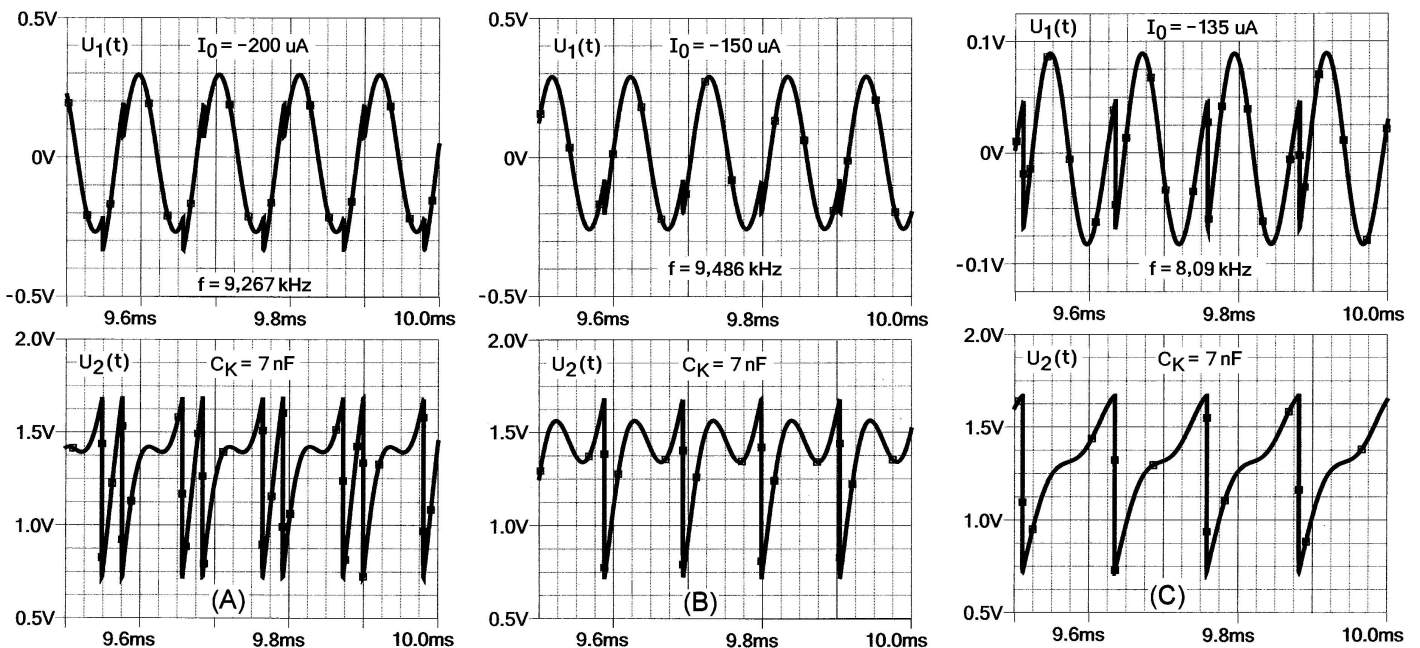 0.5V
U1(t) I0 = -200 uA
0V
f = 9,267 kHz
-0.5V
9.6ms 9.8ms 10.0ms
2.0V
U2(t) CK = 7 nF
1.5V
1.0V
(A)
0.5V
9.6ms 9.8ms 10.0ms
0.5V
U1(t) I0 = -150 uA
0V
f = 9,486 kHz
-0.5V
9.6ms 9.8ms 10.0ms
2.0V
U2(t) CK = 7 nF
1.5V
1.0V
(B)
0.5V
9.6ms 9.8ms 10.0ms
U1(t) I0 = -135 uA
0.1V
0V
f = 8,09 kHz
-0.1V
9.6ms 9.8ms 10.0ms
2.0V
U2(t) CK = 7 nF
1.5V
1.0V
(C)
0.5V
9.6ms 9.8ms 10.0ms